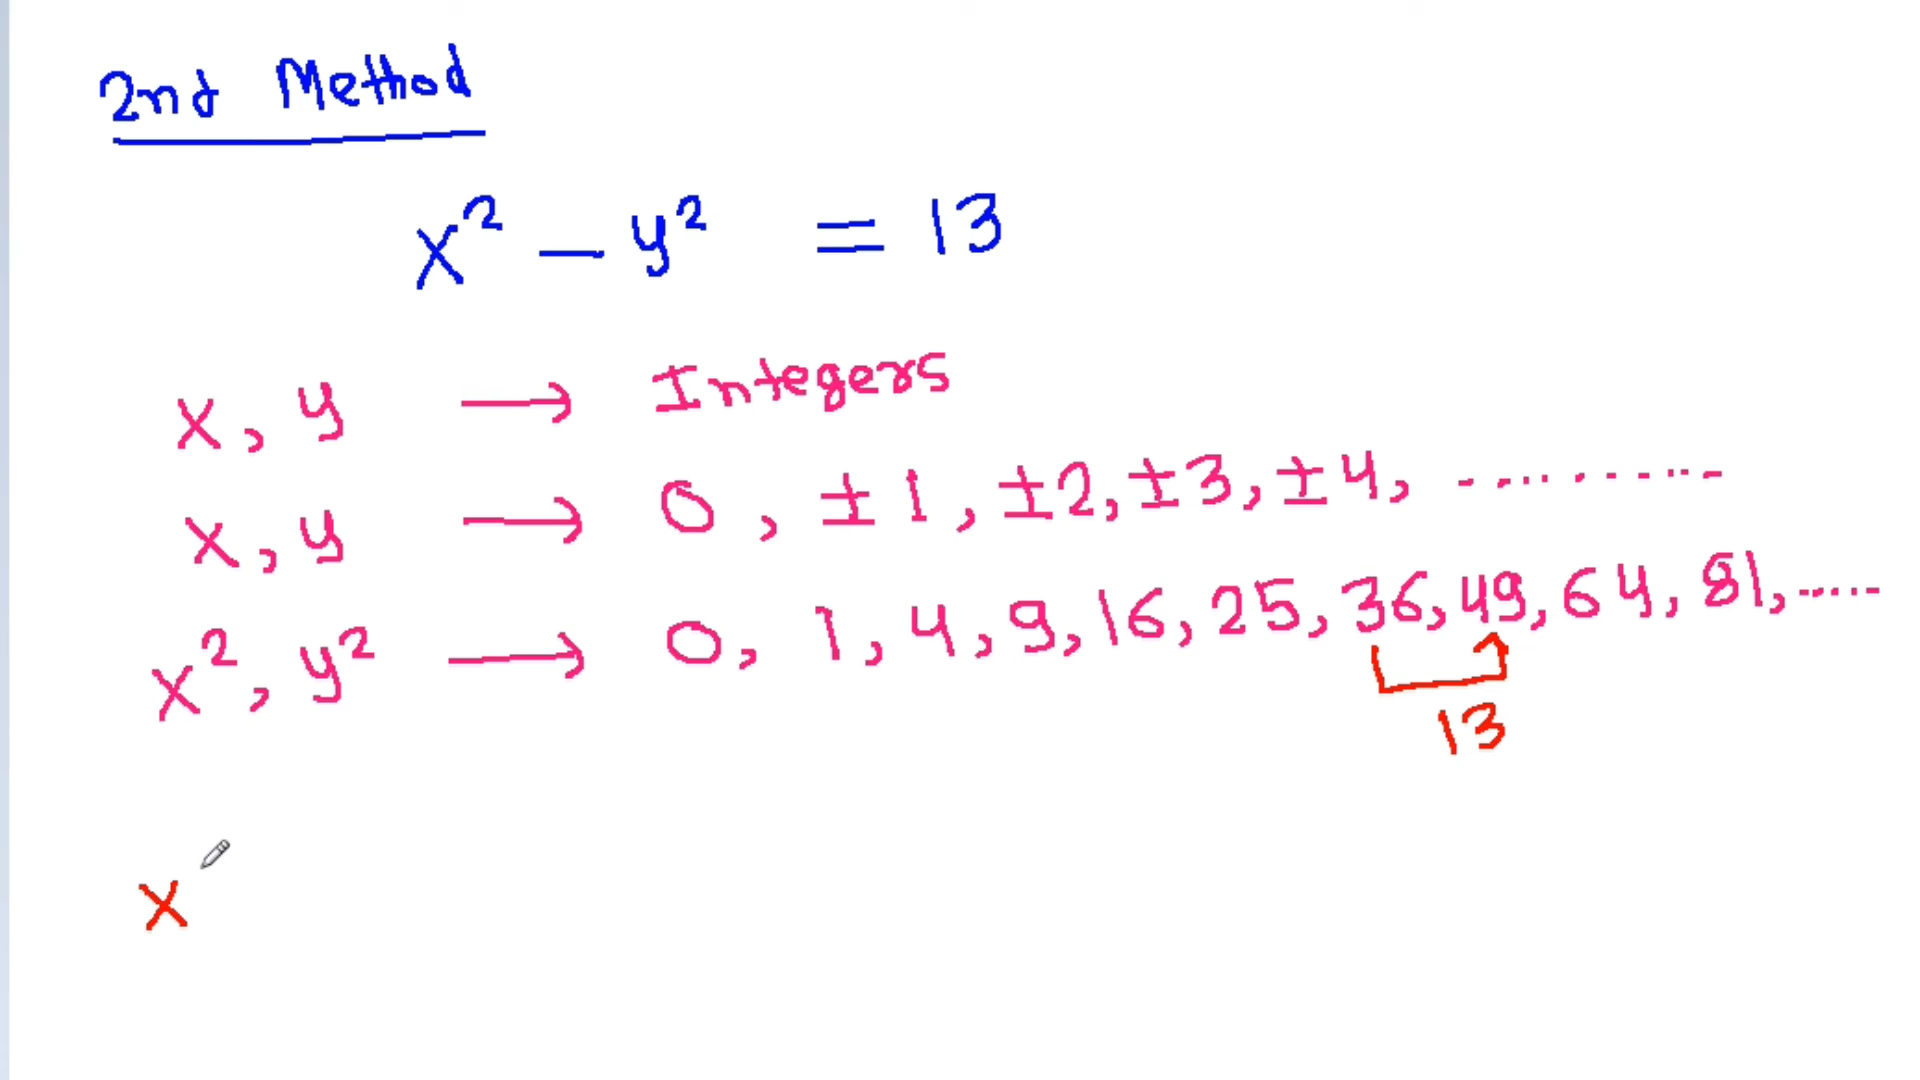 2nd Method
x² - y² = 13
x, y → Integers
x, y → 0, ±1, ±2, ±3, ±4, ..........
x², y² → 0, 1, 4, 9, 16, 25, 36, 49, 64, 81, .....
13
x